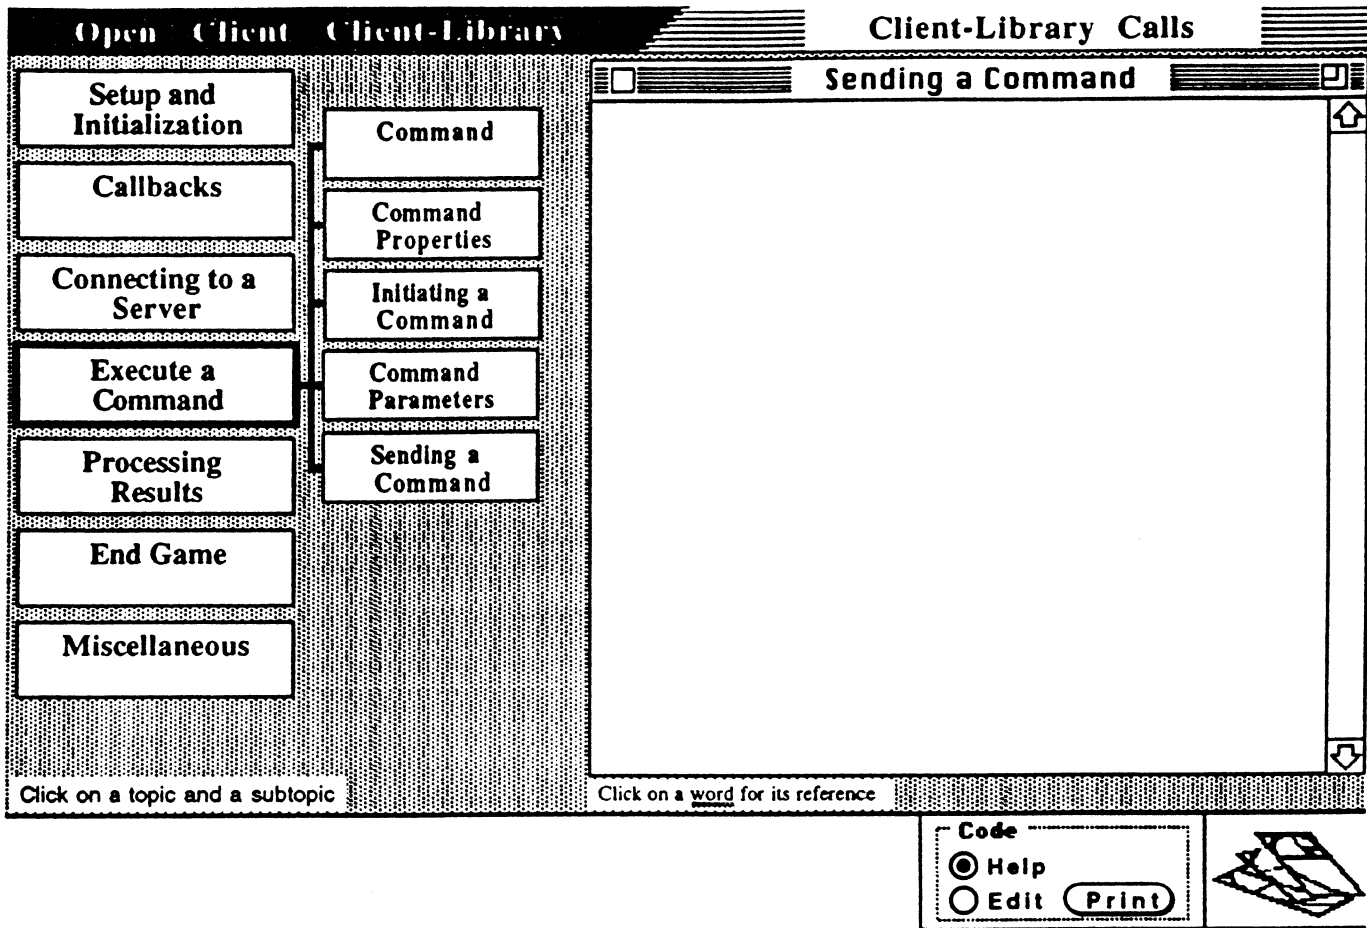 Open Client Client-Library
Client-Library Calls
Setup and
Initialization
Callbacks
Connecting to a
Server
Execute a
Command
Processing
Results
End Game
Miscellaneous
Click on a topic and a subtopic
Command
Command
Properties
Initiating a
Command
Command
Parameters
Sending a
Command
Sending a Command
Click on a word for its reference
Code
Help
Edit
Print